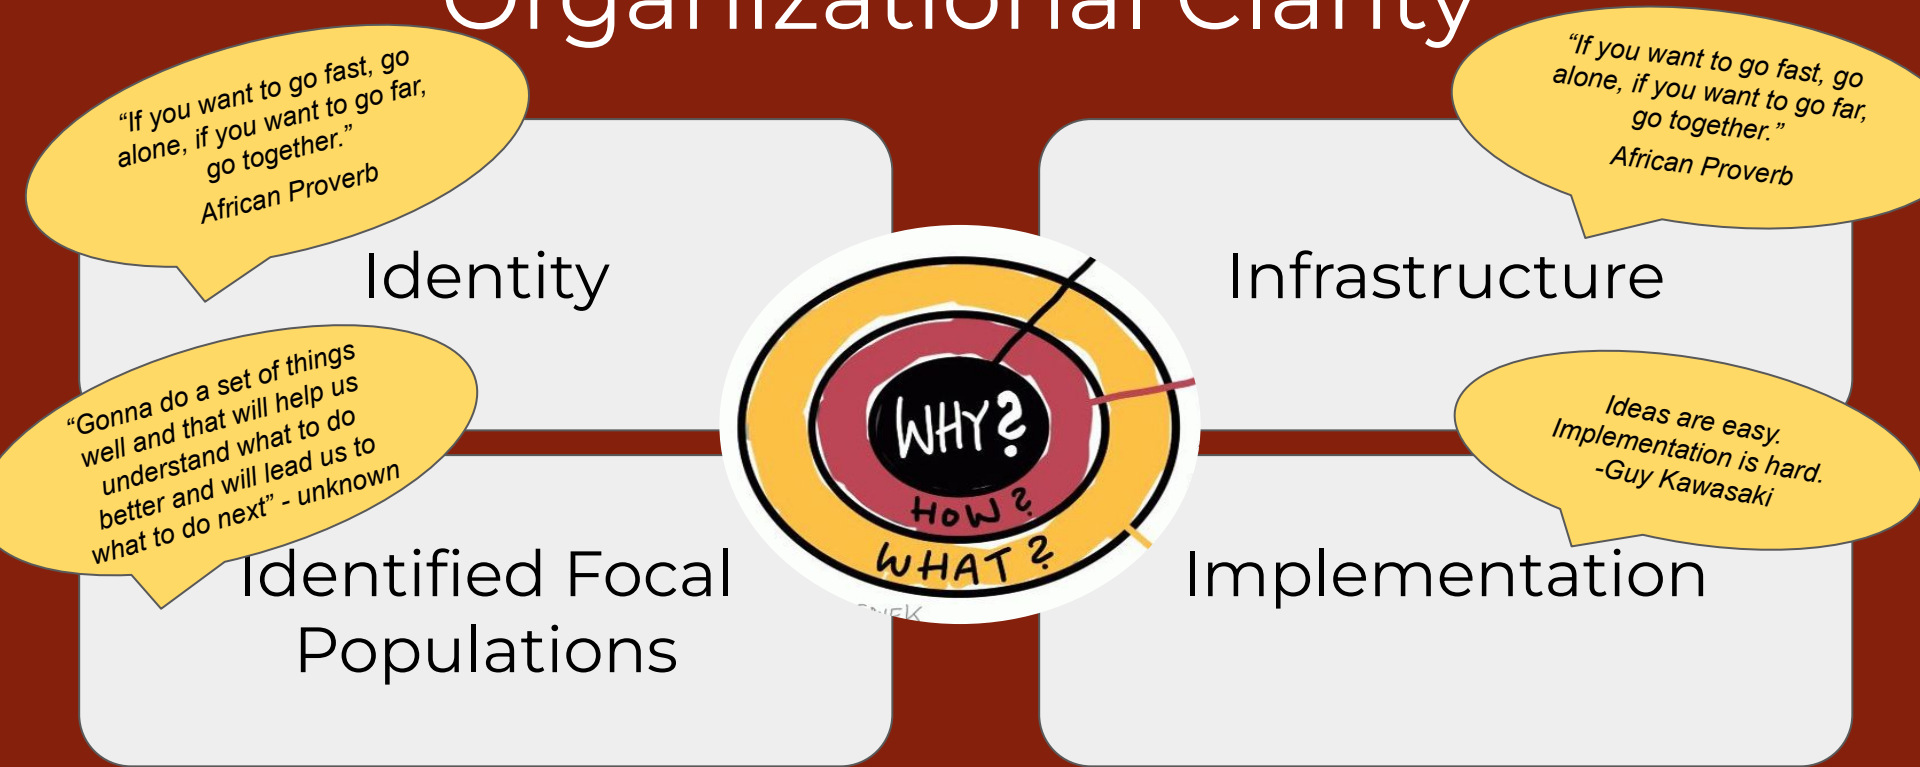 Organizational Clarity
“If you want to go fast, go
alone, if you want to go far,
go together.”
African Proverb
“If you want to go fast, go
alone, if you want to go far,
go together.”
African Proverb
Identity
Infrastructure
“Gonna do a set of things
well and that will help us
understand what to do
better and will lead us to
what to do next” - unknown
WHY?
HOW?
WHAT?
Ideas are easy.
Implementation is hard.
-Guy Kawasaki
Identified Focal
Populations
Implementation